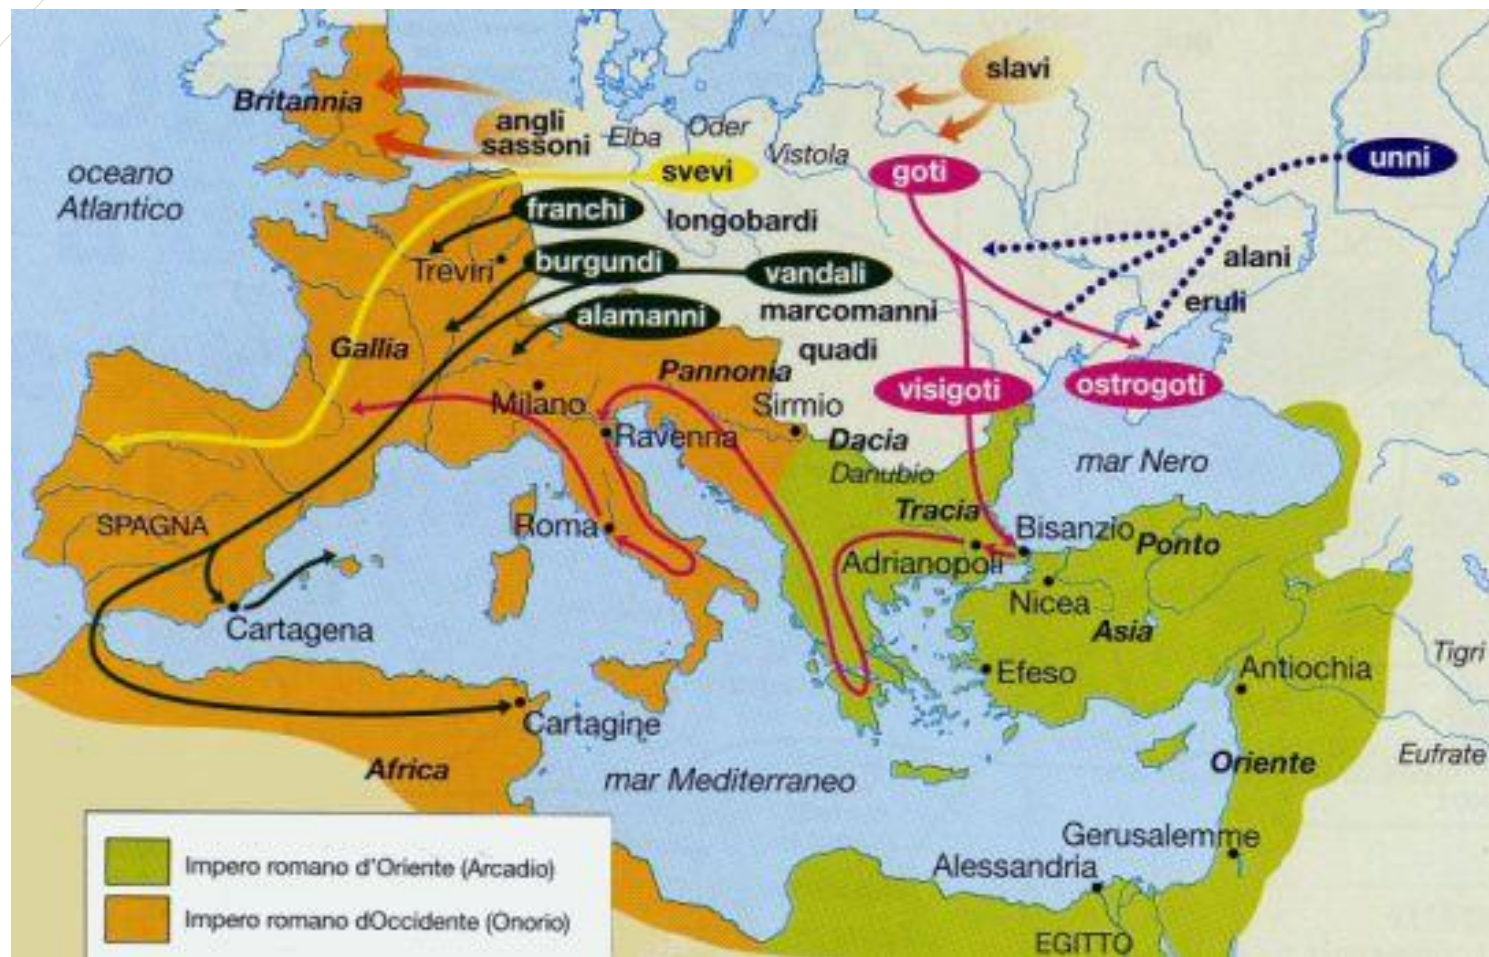 slavi
Britannia
angli
sassoni
Elba
Oder
Vistola
unni
oceano
Atlantico
svevi
goti
franchi
longobardi
Treviri
burgundi
vandali
alani
alamanni
marcomanni
eruli
quadi
Gallia
Pannonia
visigoti
ostrogoti
Milano
Sirmio
Ravenna
Dacia
Danubio
mar Nero
SPAGNA
Roma
Tracia
Bisanzio
Ponto
Adrianopoli
Nicea
Cartagena
Asia
Tigri
Efeso
Antiochia
Cartagine
Africa
mar Mediterraneo
Oriente
Eufrate
Gerusalemme
Alessandria
EGITTO
Impero romano d'Oriente (Arcadio)
Impero romano dOccidente (Onorio)